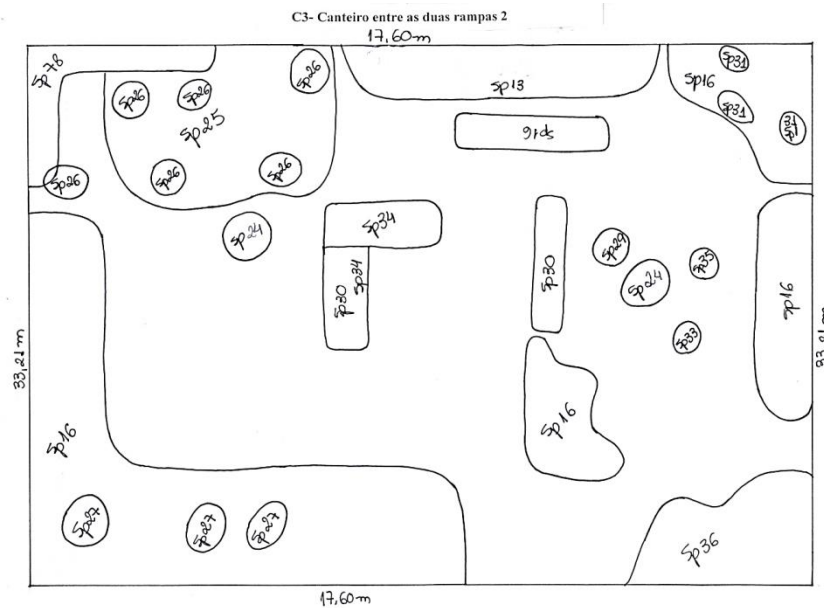 C3- Canteiro entre as duas rampas 2
17,60m
Sp78
Sp26
Sp26
Sp26
Sp25
Sp26
Sp26
Sp26
Sp13
Sp16
Sp16
Sp31
Sp31
Sp31
Sp24
Sp34
Sp30
Sp34
Sp30
Sp29
Sp24
Sp35
Sp33
Sp16
33,21m
33,21m
Sp16
Sp16
Sp27
Sp27
Sp27
Sp36
17,60m